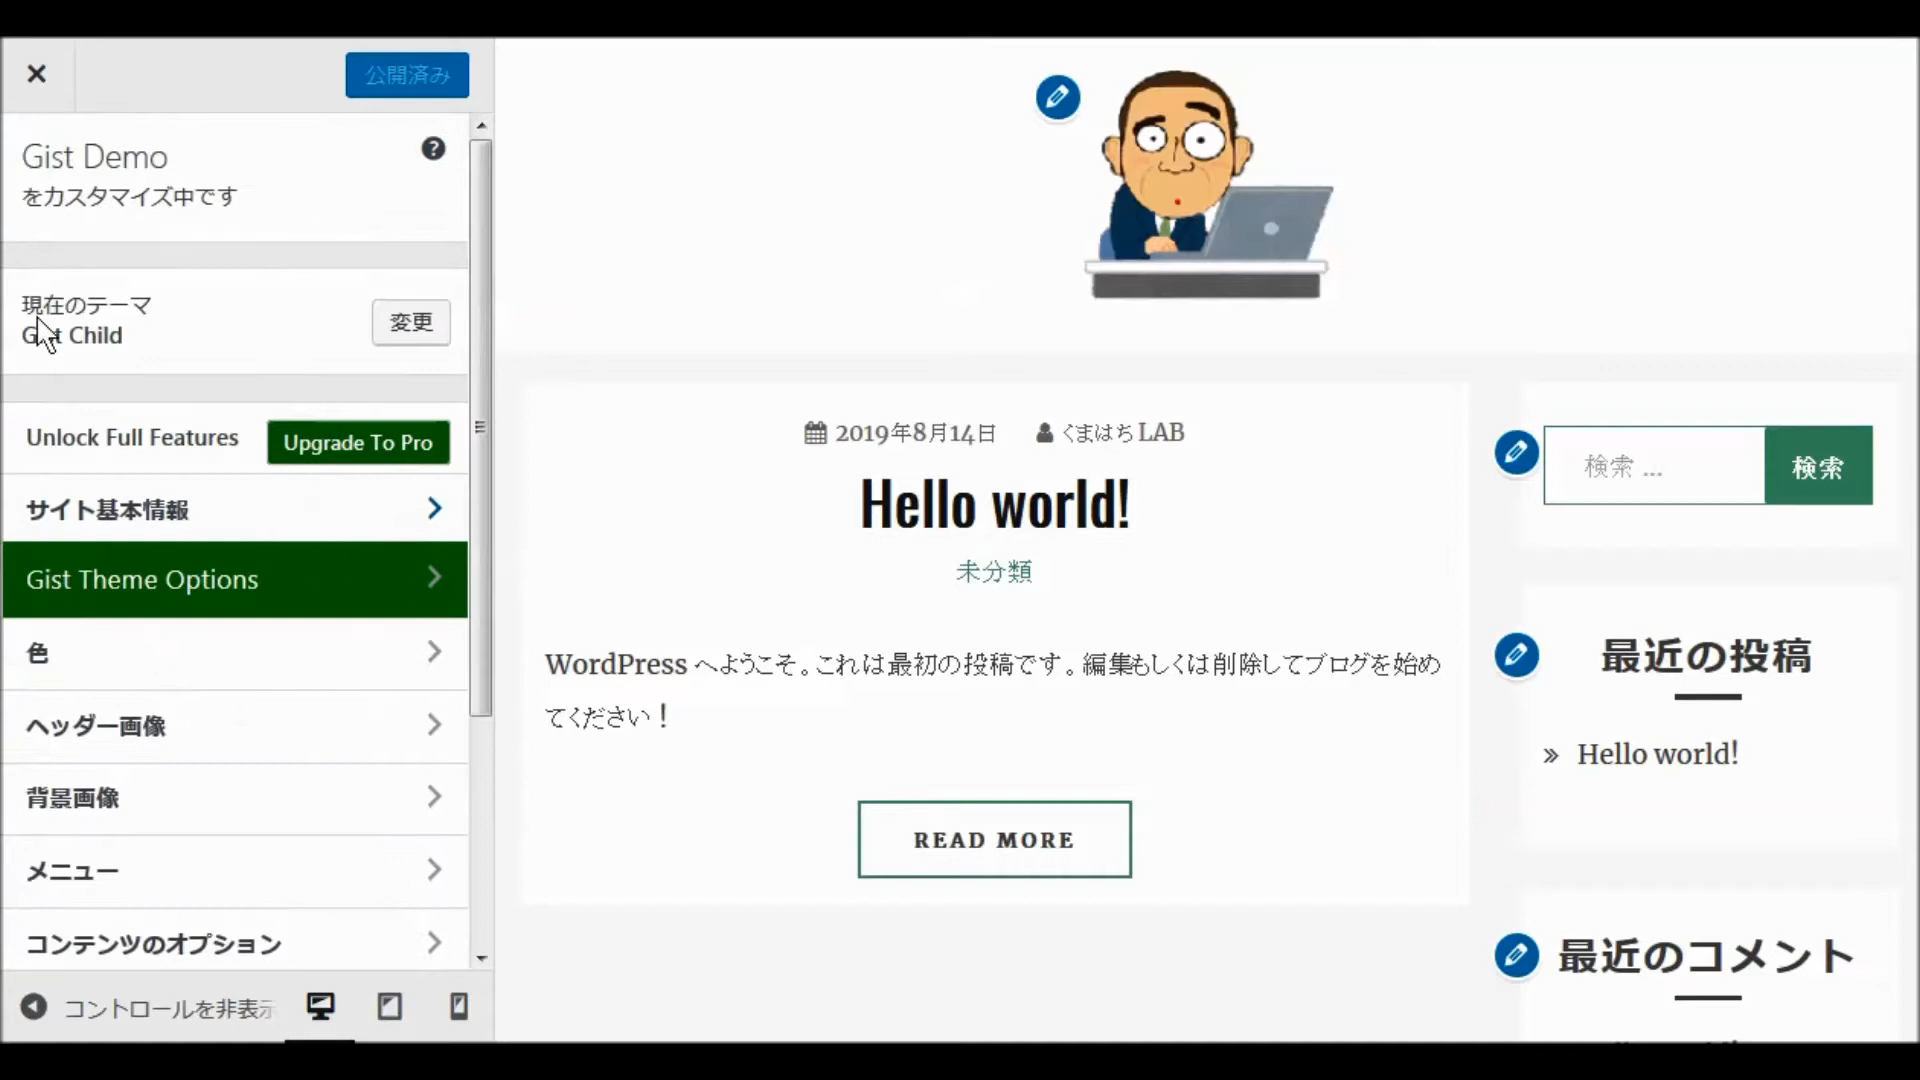 公開済み
Gist Demo
をカスタマイズ中です
現在のテーマ
Child
変更
Unlock Full Features
Upgrade To Pro
サイト基本情報
Gist Theme Options
色
ヘッダー画像
背景画像
メニュー
コンテンツのオプション
コントロールを非表示
2019年8月14日 くまはち LAB
Hello world!
未分類
WordPress へようこそ。これは最初の投稿です。編集もしくは削除してブログを始め
てください！
READ MORE
検索 ...
検索
最近の投稿
» Hello world!
最近のコメント